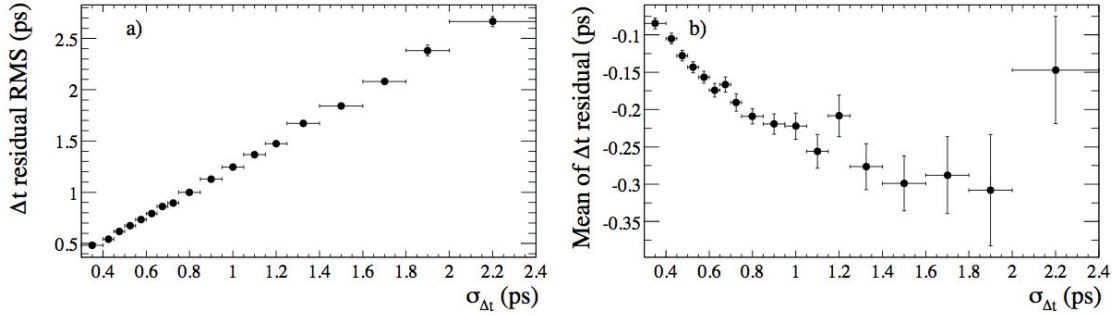 Δt residual RMS (ps)
a)
2.5
2
1.5
1
0.5
0.4 0.6 0.8 1 1.2 1.4 1.6 1.8 2 2.2 2.4
σΔt (ps)
Mean of Δt residual (ps)
b)
-0.1
-0.15
-0.2
-0.25
-0.3
-0.35
0.4 0.6 0.8 1 1.2 1.4 1.6 1.8 2 2.2 2.4
σΔt (ps)